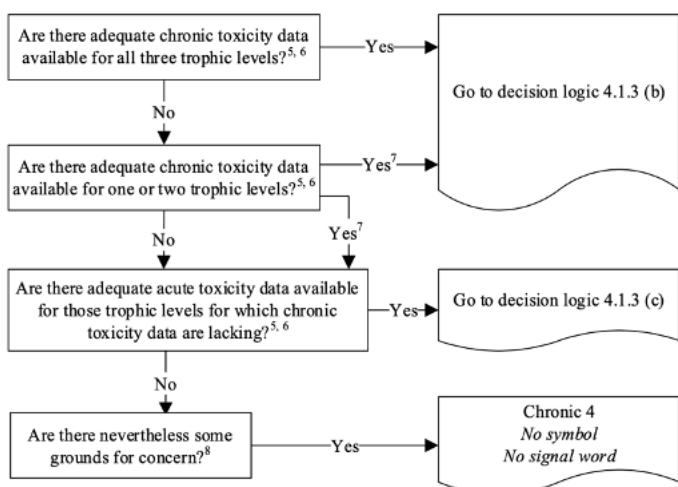 Are there adequate chronic toxicity data
available for all three trophic levels?5, 6
Yes
Go to decision logic 4.1.3 (b)
No
Are there adequate chronic toxicity data
available for one or two trophic levels?5, 6
Yes7
No
Yes7
Are there adequate acute toxicity data available
for those trophic levels for which chronic
toxicity data are lacking?5, 6
Yes
Go to decision logic 4.1.3 (c)
No
Are there nevertheless some
grounds for concern?8
Yes
Chronic 4
No symbol
No signal word